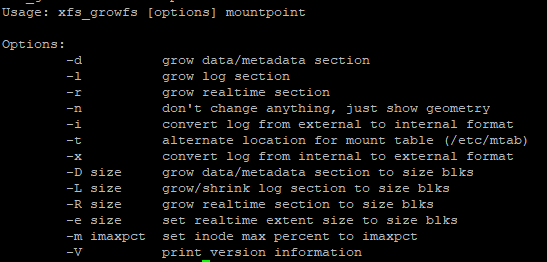 Usage: xfs_growfs [options] mountpoint
Options:
-d grow data/metadata section
-l grow log section
-r grow realtime section
-n don't change anything, just show geometry
-i convert log from external to internal format
-t alternate location for mount table (/etc/mtab)
-x convert log from internal to external format
-D size grow data/metadata section to size blks
-L size grow/shrink log section to size blks
-R size grow realtime section to size blks
-e size set realtime extent size to size blks
-m imaxpct set inode max percent to imaxpct
-V print version information